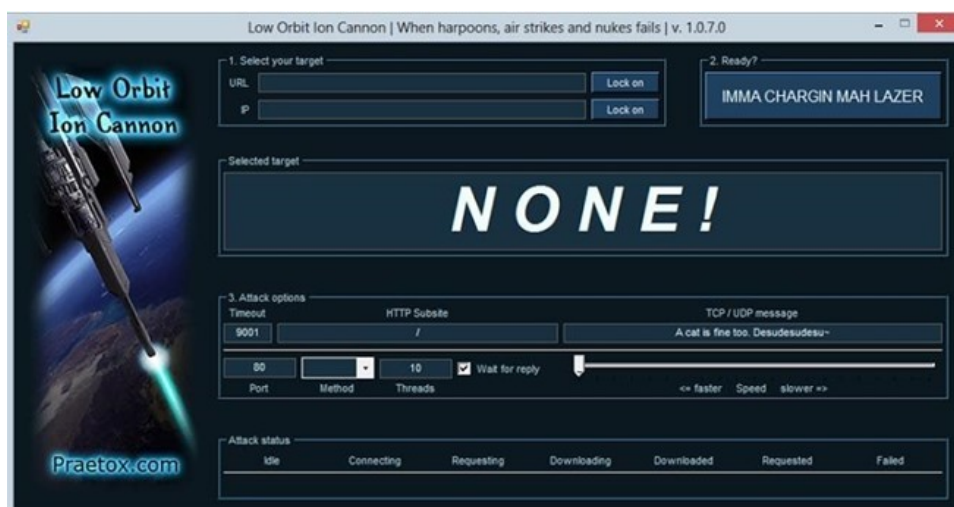 Low Orbit Ion Cannon | When harpoons, air strikes and nukes fails | v. 1.0.7.0
Low Orbit
Ion Cannon
Praetox.com
1. Select your target
URL
Lock on
IP
Lock on
2. Ready?
IMMA CHARGIN MAH LAZER
Selected target
N O N E !
3. Attack options
Timeout HTTP Subsite TCP / UDP message
9001 / A cat is fine too. Desudesudesu~
80 10 Wait for reply
Port Method Threads <= faster Speed slower =>
Attack status
Idle Connecting Requesting Downloading Downloaded Requested Failed